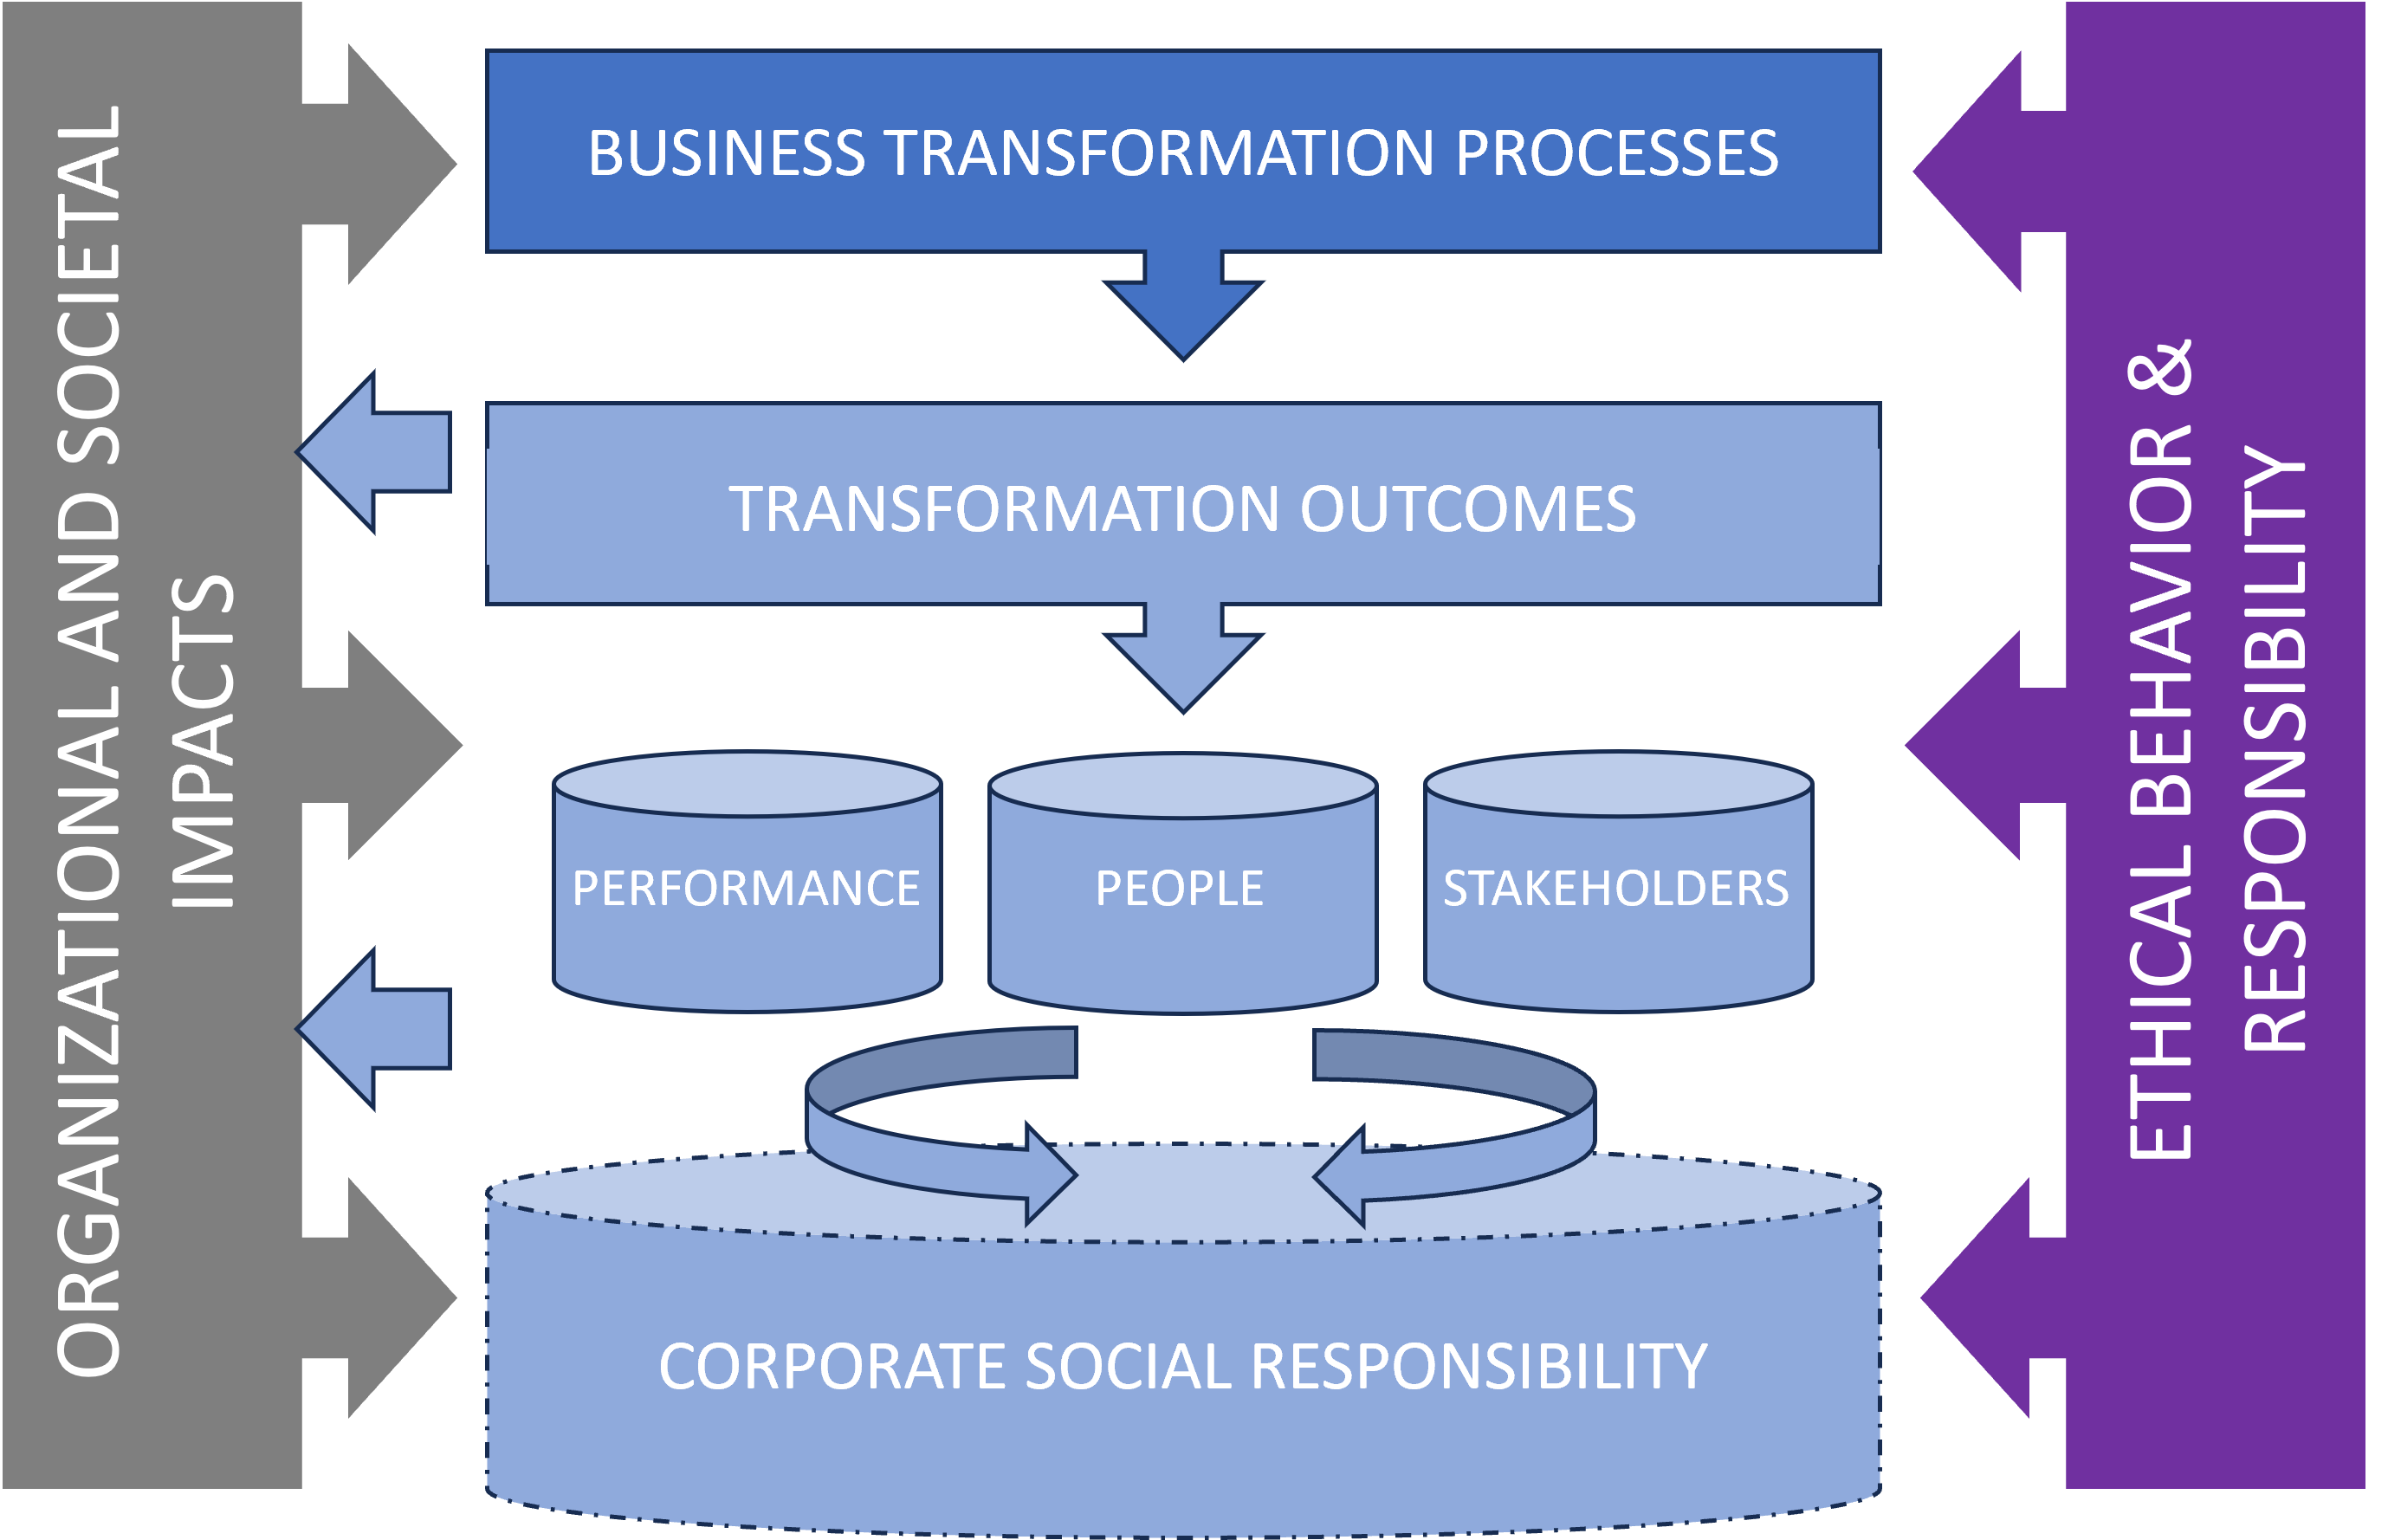 ORGANIZATIONAL AND SOCIETAL
IMPACTS
BUSINESS TRANSFORMATION PROCESSES
TRANSFORMATION OUTCOMES
PERFORMANCE
PEOPLE
STAKEHOLDERS
CORPORATE SOCIAL RESPONSIBILITY
ETHICAL BEHAVIOR &
RESPONSIBILITY